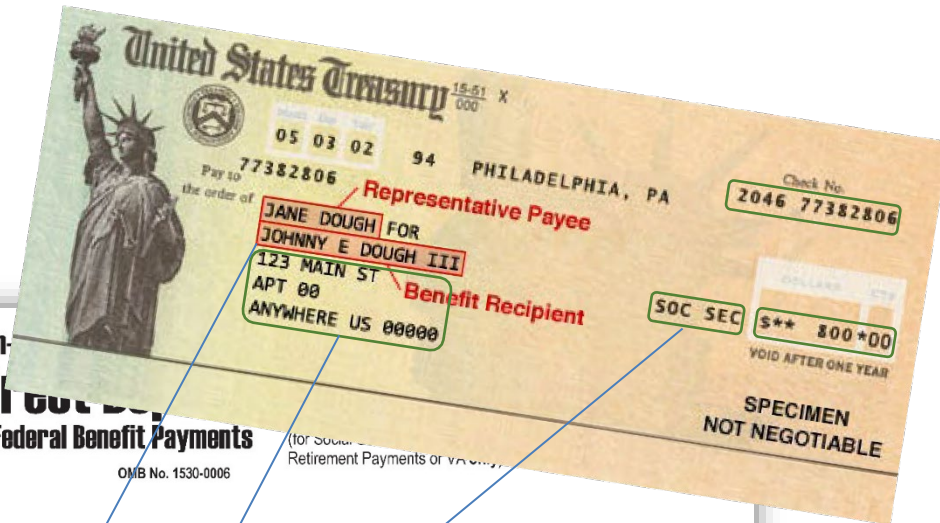 United States Treasury 15-51 X
000
05 03 02 94 PHILADELPHIA, PA
Check No.
Pay to 77382806
2046 77382806
the order of
Representative Payee
JANE DOUGH FOR
JOHNNY E DOUGH III
123 MAIN ST
Benefit Recipient
APT 00
ANYWHERE US 00000
DOLLARS CTS
SOC SEC $** 800*00
VOID AFTER ONE YEAR
SPECIMEN
NOT NEGOTIABLE
Federal Benefit Payments
Retirement Payments or VA only)
OMB No. 1530-0006